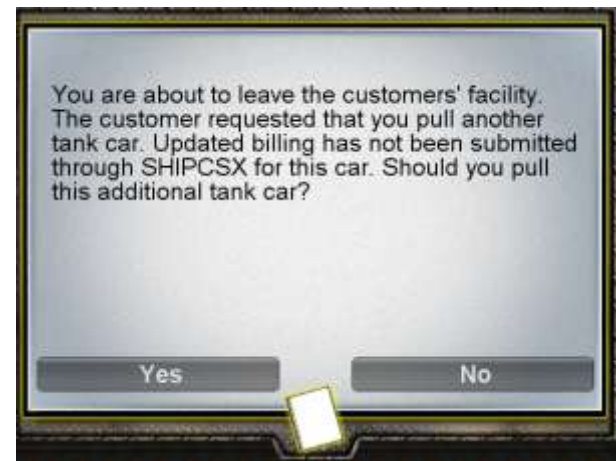 You are about to leave the customers' facility.
The customer requested that you pull another
tank car. Updated billing has not been submitted
through SHIPCSX for this car. Should you pull
this additional tank car?
Yes
No